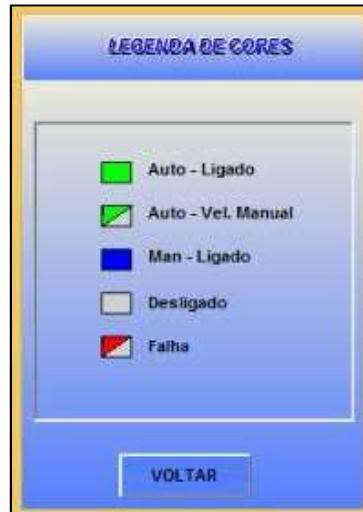 LEGENDA DE CORES
Auto - Ligado
Auto - Vel. Manual
Man - Ligado
Desligado
Falha
VOLTAR